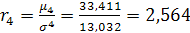 r₄ = μ₄/σ⁴ = 33,411/13,032 = 2,564